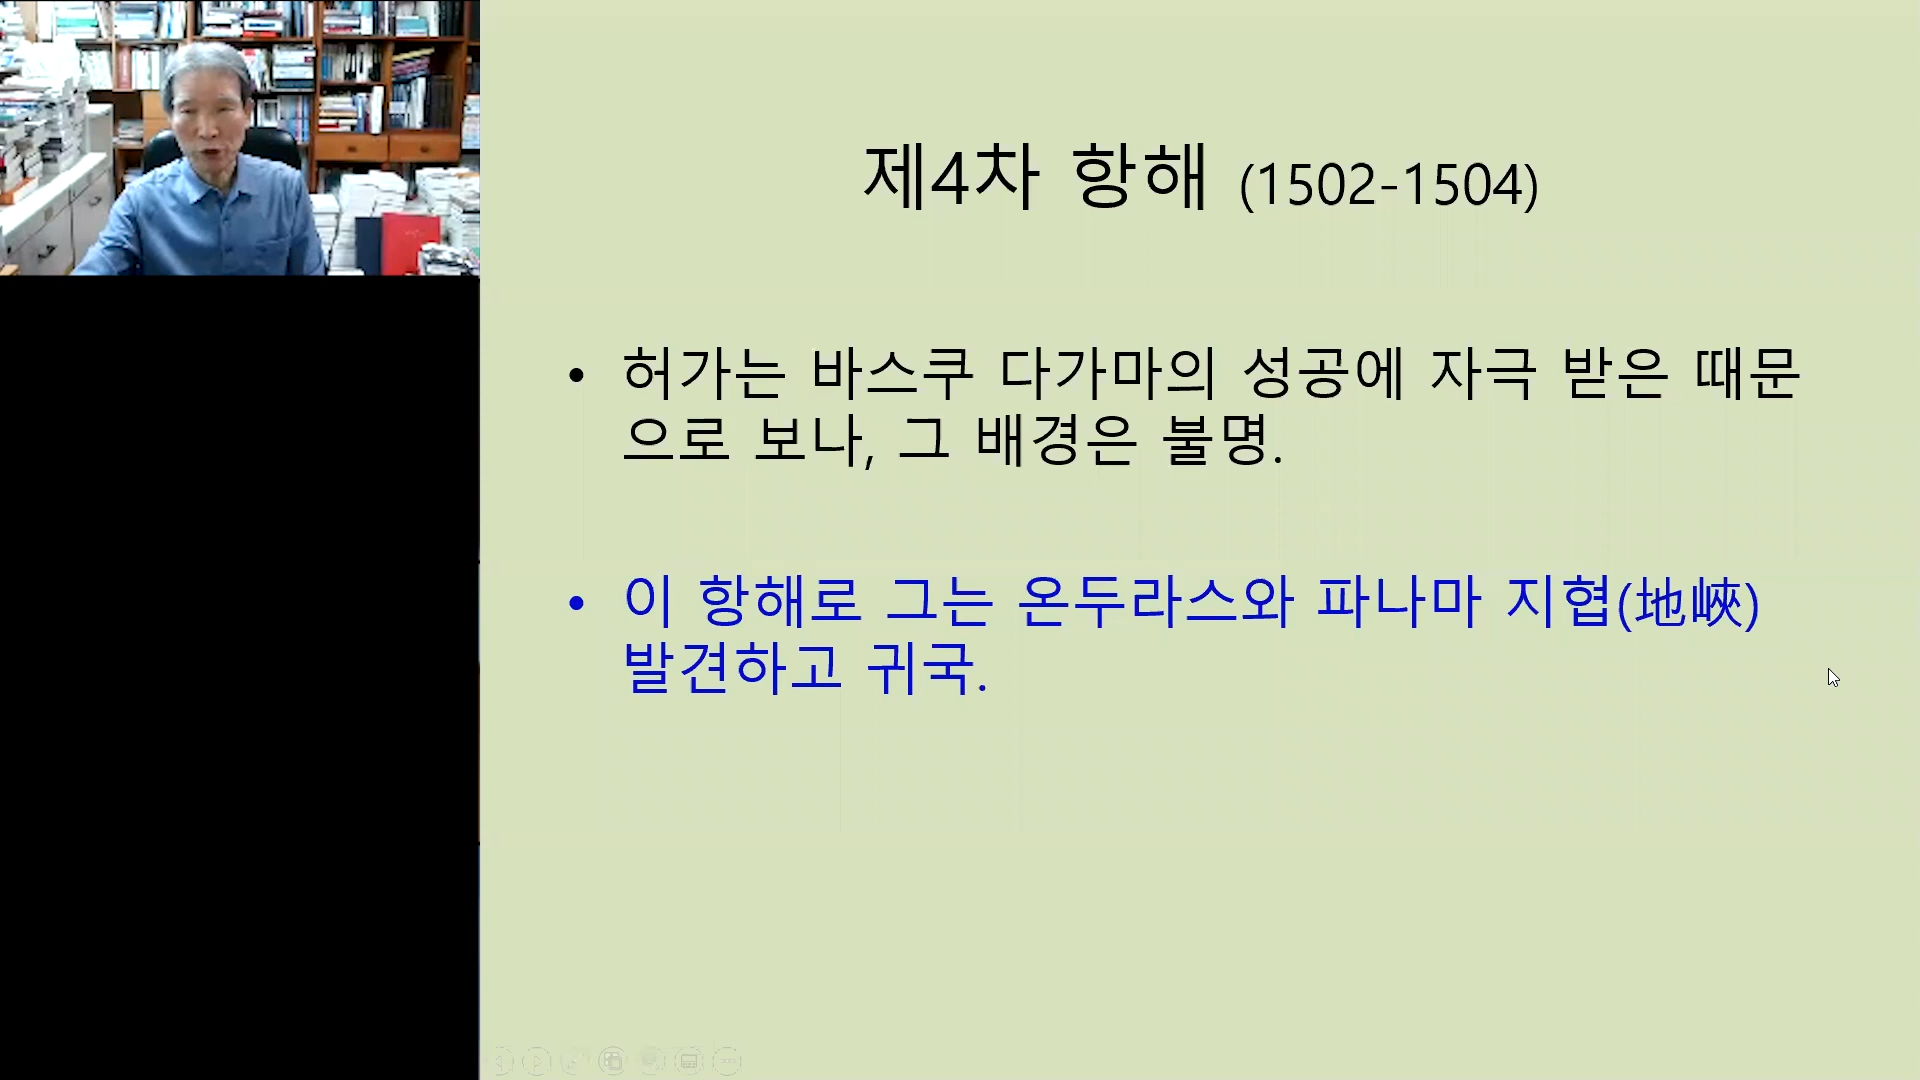 제4차 항해 (1502-1504)
• 허가는 바스쿠 다가마의 성공에 자극 받은 때문
으로 보나, 그 배경은 불명.
• 이 항해로 그는 온두라스와 파나마 지협(地峽)
발견하고 귀국.